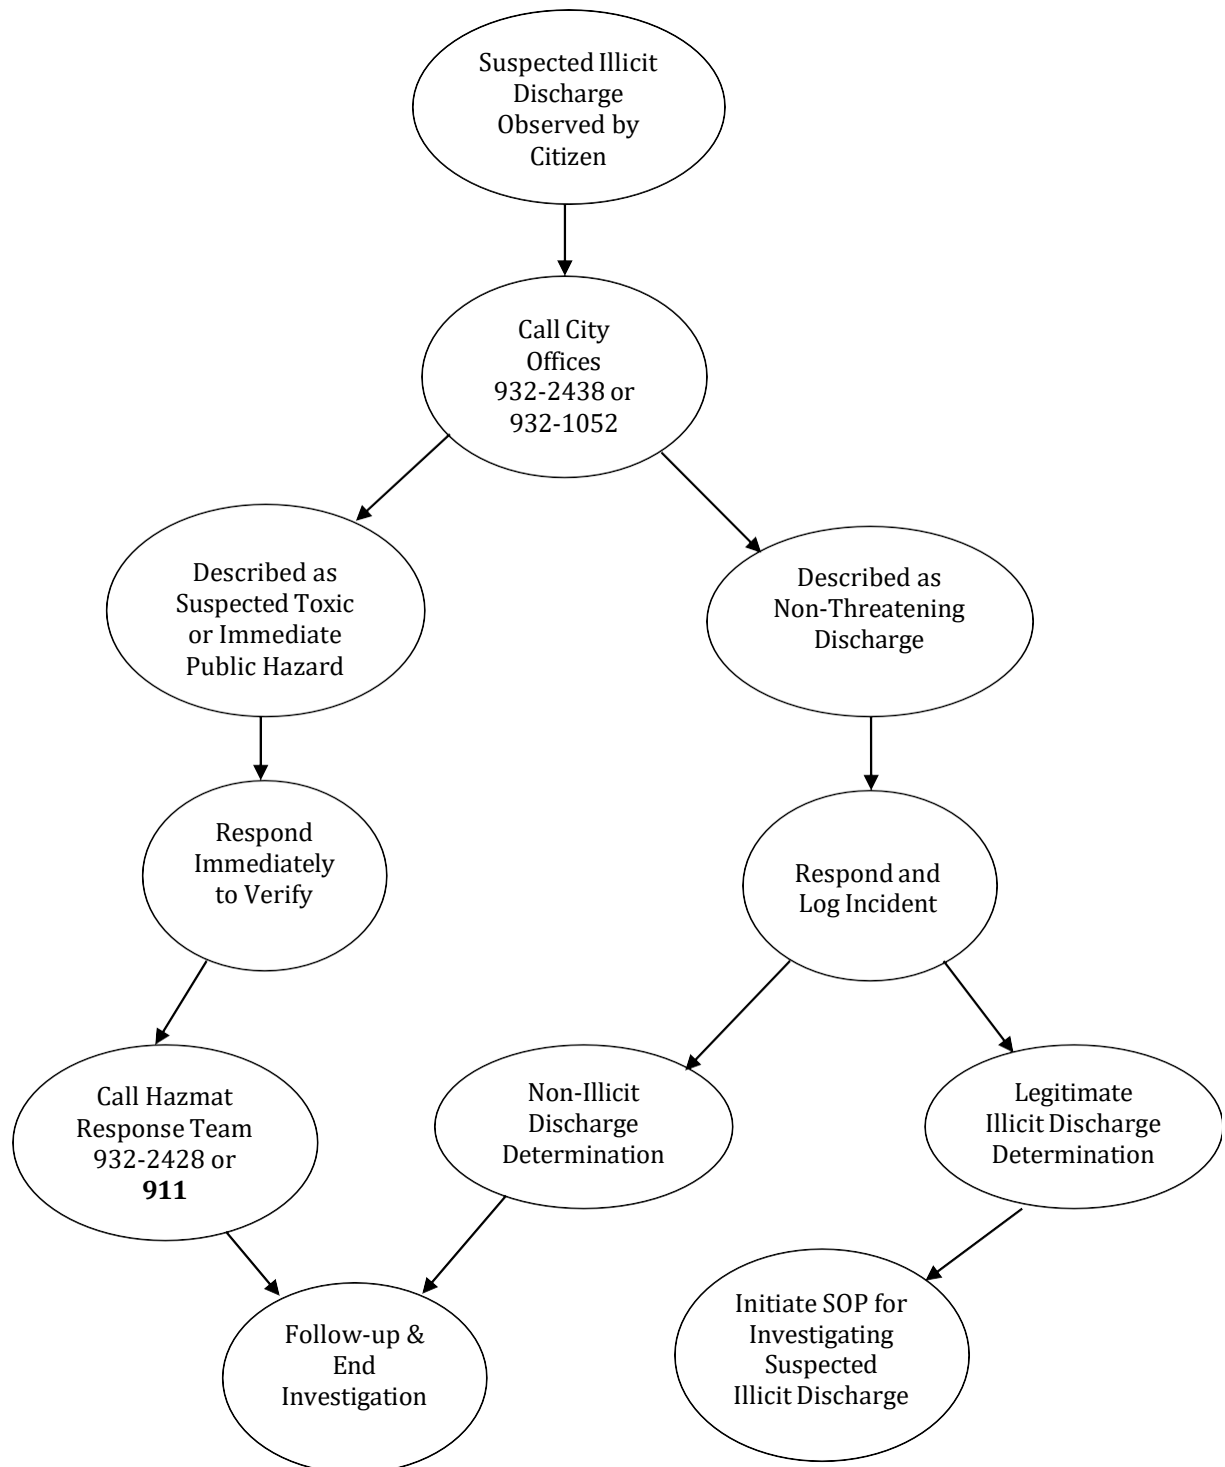 Suspected Illicit
Discharge
Observed by
Citizen
Call City
Offices
932-2438 or
932-1052
Described as
Suspected Toxic
or Immediate
Public Hazard
Described as
Non-Threatening
Discharge
Respond
Immediately
to Verify
Respond and
Log Incident
Call Hazmat
Response Team
932-2428 or
911
Non-Illicit
Discharge
Determination
Legitimate
Illicit Discharge
Determination
Follow-up &
End
Investigation
Initiate SOP for
Investigating
Suspected
Illicit Discharge